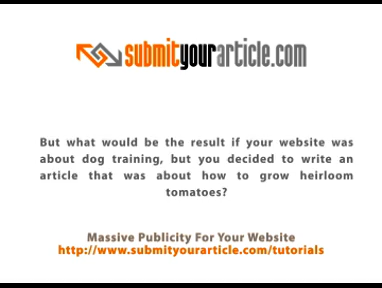 submityourarticle.com
But what would be the result if your website was
about dog training, but you decided to write an
article that was about how to grow heirloom
tomatoes?
Massive Publicity For Your Website
http://www.submityourarticle.com/tutorials